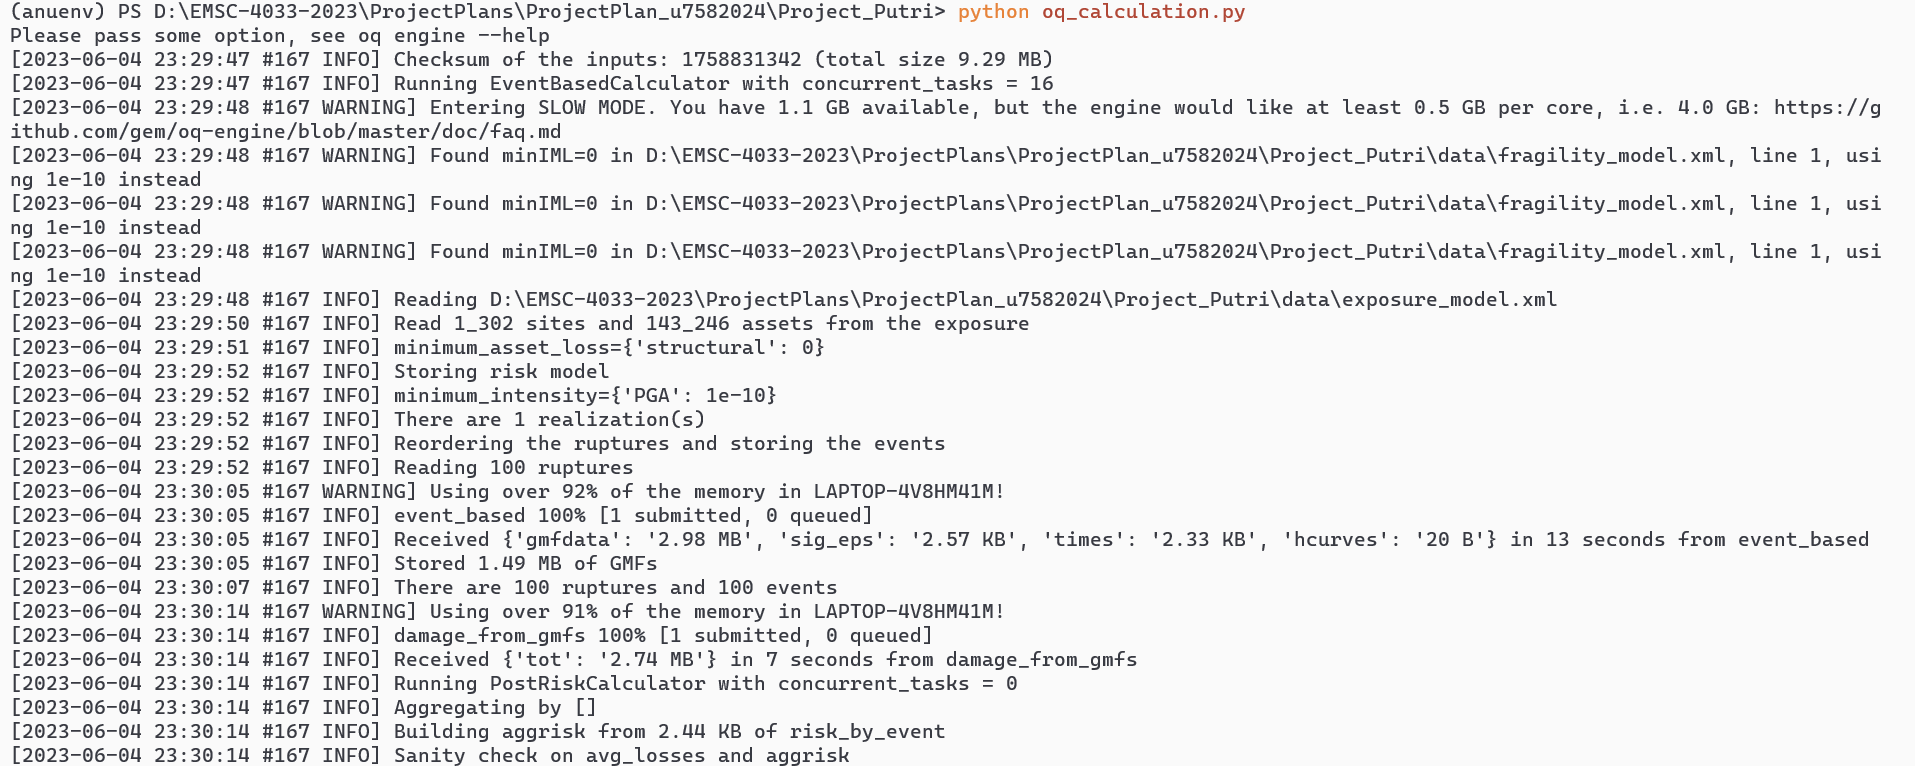 (anuenv) PS D:\EMSC-4033-2023\ProjectPlans\ProjectPlan_u7582024\Project_Putri> python oq_calculation.py
Please pass some option, see oq engine --help
[2023-06-04 23:29:47 #167 INFO] Checksum of the inputs: 1758831342 (total size 9.29 MB)
[2023-06-04 23:29:47 #167 INFO] Running EventBasedCalculator with concurrent_tasks = 16
[2023-06-04 23:29:48 #167 WARNING] Entering SLOW MODE. You have 1.1 GB available, but the engine would like at least 0.5 GB per core, i.e. 4.0 GB: https://g
ithub.com/gem/oq-engine/blob/master/doc/faq.md
[2023-06-04 23:29:48 #167 WARNING] Found minIML=0 in D:\EMSC-4033-2023\ProjectPlans\ProjectPlan_u7582024\Project_Putri\data\fragility_model.xml, line 1, usi
ng 1e-10 instead
[2023-06-04 23:29:48 #167 WARNING] Found minIML=0 in D:\EMSC-4033-2023\ProjectPlans\ProjectPlan_u7582024\Project_Putri\data\fragility_model.xml, line 1, usi
ng 1e-10 instead
[2023-06-04 23:29:48 #167 WARNING] Found minIML=0 in D:\EMSC-4033-2023\ProjectPlans\ProjectPlan_u7582024\Project_Putri\data\fragility_model.xml, line 1, usi
ng 1e-10 instead
[2023-06-04 23:29:48 #167 INFO] Reading D:\EMSC-4033-2023\ProjectPlans\ProjectPlan_u7582024\Project_Putri\data\exposure_model.xml
[2023-06-04 23:29:50 #167 INFO] Read 1_302 sites and 143_246 assets from the exposure
[2023-06-04 23:29:51 #167 INFO] minimum_asset_loss={'structural': 0}
[2023-06-04 23:29:52 #167 INFO] Storing risk model
[2023-06-04 23:29:52 #167 INFO] minimum_intensity={'PGA': 1e-10}
[2023-06-04 23:29:52 #167 INFO] There are 1 realization(s)
[2023-06-04 23:29:52 #167 INFO] Reordering the ruptures and storing the events
[2023-06-04 23:29:52 #167 INFO] Reading 100 ruptures
[2023-06-04 23:30:05 #167 WARNING] Using over 92% of the memory in LAPTOP-4V8HM41M!
[2023-06-04 23:30:05 #167 INFO] event_based 100% [1 submitted, 0 queued]
[2023-06-04 23:30:05 #167 INFO] Received {'gmfdata': '2.98 MB', 'sig_eps': '2.57 KB', 'times': '2.33 KB', 'hcurves': '20 B'} in 13 seconds from event_based
[2023-06-04 23:30:05 #167 INFO] Stored 1.49 MB of GMFs
[2023-06-04 23:30:07 #167 INFO] There are 100 ruptures and 100 events
[2023-06-04 23:30:14 #167 WARNING] Using over 91% of the memory in LAPTOP-4V8HM41M!
[2023-06-04 23:30:14 #167 INFO] damage_from_gmfs 100% [1 submitted, 0 queued]
[2023-06-04 23:30:14 #167 INFO] Received {'tot': '2.74 MB'} in 7 seconds from damage_from_gmfs
[2023-06-04 23:30:14 #167 INFO] Running PostRiskCalculator with concurrent_tasks = 0
[2023-06-04 23:30:14 #167 INFO] Aggregating by []
[2023-06-04 23:30:14 #167 INFO] Building aggrisk from 2.44 KB of risk_by_event
[2023-06-04 23:30:14 #167 INFO] Sanity check on avg_losses and aggrisk